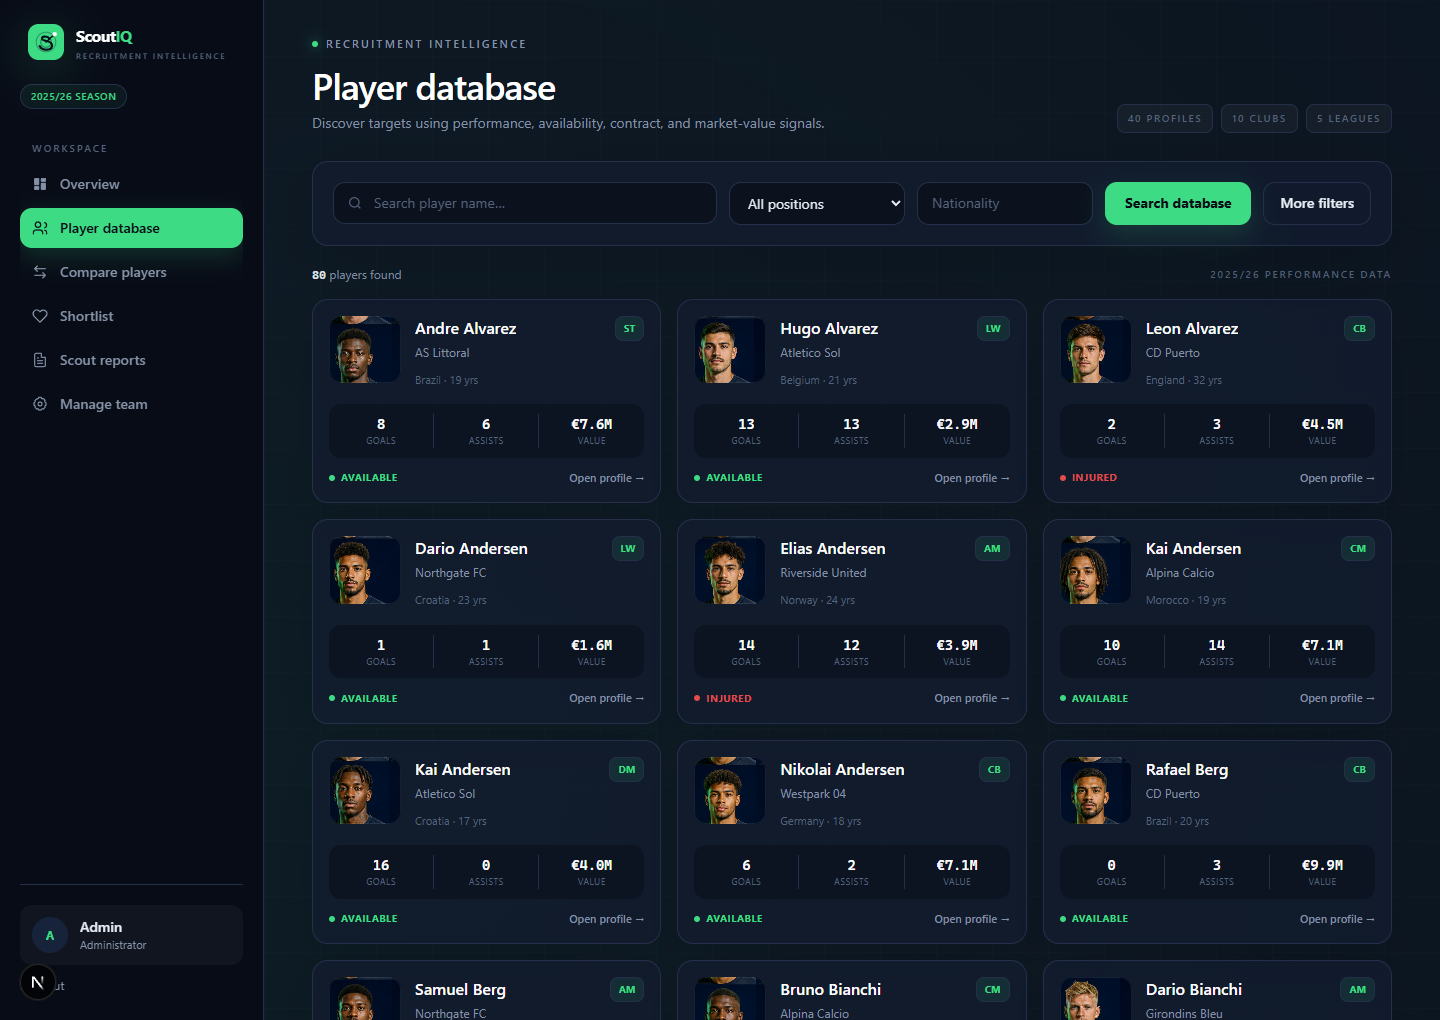 ScoutIQ
RECRUITMENT INTELLIGENCE
2025/26 SEASON
WORKSPACE
Overview
Player database
Compare players
Shortlist
Scout reports
Manage team
A
Admin
Administrator
N
ut
RECRUITMENT INTELLIGENCE
Player database
Discover targets using performance, availability, contract, and market-value signals.
40 PROFILES
10 CLUBS
5 LEAGUES
Search player name...
All positions
Nationality
Search database
More filters
80 players found
2025/26 PERFORMANCE DATA
Andre Alvarez
ST
AS Littoral
Brazil · 19 yrs
8 6 €7.6M
GOALS ASSISTS VALUE
AVAILABLE
Open profile →
Hugo Alvarez
LW
Atletico Sol
Belgium · 21 yrs
13 13 €2.9M
GOALS ASSISTS VALUE
AVAILABLE
Open profile →
Leon Alvarez
CB
CD Puerto
England · 32 yrs
2 3 €4.5M
GOALS ASSISTS VALUE
INJURED
Open profile →
Dario Andersen
LW
Northgate FC
Croatia · 23 yrs
1 1 €1.6M
GOALS ASSISTS VALUE
AVAILABLE
Open profile →
Elias Andersen
AM
Riverside United
Norway · 24 yrs
14 12 €3.9M
GOALS ASSISTS VALUE
INJURED
Open profile →
Kai Andersen
CM
Alpina Calcio
Morocco · 19 yrs
10 14 €7.1M
GOALS ASSISTS VALUE
AVAILABLE
Open profile →
Kai Andersen
DM
Atletico Sol
Croatia · 17 yrs
16 0 €4.0M
GOALS ASSISTS VALUE
AVAILABLE
Open profile →
Nikolai Andersen
CB
Westpark 04
Germany · 18 yrs
6 2 €7.1M
GOALS ASSISTS VALUE
AVAILABLE
Open profile →
Rafael Berg
CB
CD Puerto
Brazil · 20 yrs
0 3 €9.9M
GOALS ASSISTS VALUE
AVAILABLE
Open profile →
Samuel Berg
AM
Northgate FC
Bruno Bianchi
CM
Alpina Calcio
Dario Bianchi
AM
Girondins Bleu